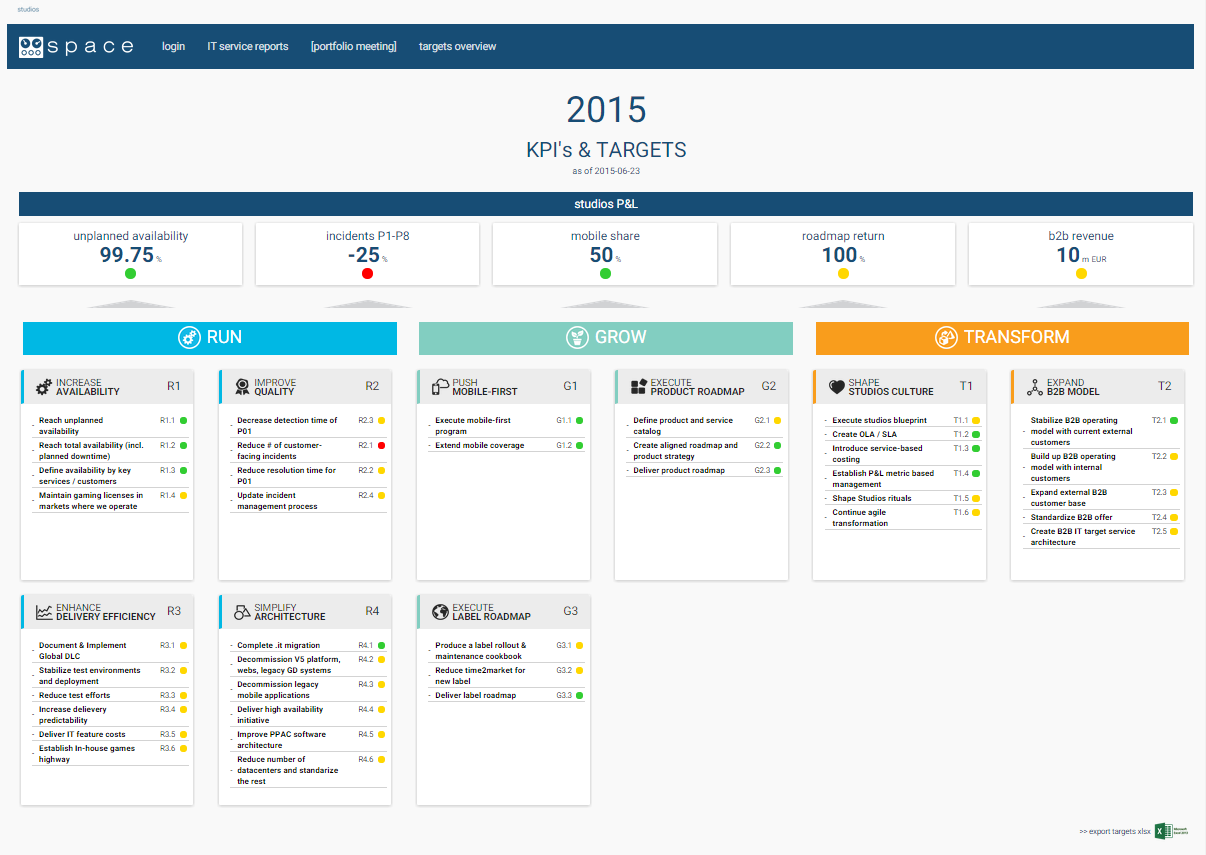 studios
space login IT service reports [portfolio meeting] targets overview
2015
KPI's & TARGETS
as of 2015-06-23
studios P&L
unplanned availability
99.75 %
incidents P1-P8
-25 %
mobile share
50 %
roadmap return
100 %
b2b revenue
10 m EUR
RUN
GROW
TRANSFORM
INCREASE
AVAILABILITY R1
- Reach unplanned R1.1
availability
- Reach total availability (incl. R1.2
planned downtime)
- Define availability by key R1.3
services / customers
- Maintain gaming licenses in R1.4
markets where we operate
IMPROVE
QUALITY R2
- Decrease detection time of R2.3
P01
- Reduce # of customer- R2.1
facing incidents
- Reduce resolution time for R2.2
P01
- Update incident R2.4
management process
PUSH
MOBILE-FIRST G1
- Execute mobile-first G1.1
program
- Extend mobile coverage G1.2
EXECUTE
PRODUCT ROADMAP G2
- Define product and service G2.1
catalog
- Create aligned roadmap and G2.2
product strategy
- Deliver product roadmap G2.3
SHAPE
STUDIOS CULTURE T1
- Execute studios blueprint T1.1
- Create OLA / SLA T1.2
- Introduce service-based T1.3
costing
- Establish P&L metric based T1.4
management
- Shape Studios rituals T1.5
- Continue agile T1.6
transformation
EXPAND
B2B MODEL T2
Stabilize B2B operating T2.1
- model with current external
customers
Build up B2B operating T2.2
- model with internal
customers
- Expand external B2B T2.3
customer base
- Standardize B2B offer T2.4
- Create B2B IT target service T2.5
architecture
ENHANCE
DELIVERY EFFICIENCY R3
- Document & Implement R3.1
Global DLC
- Stabilize test environments R3.2
and deployment
- Reduce test efforts R3.3
- Increase delievery R3.4
predictability
- Deliver IT feature costs R3.5
- Establish In-house games R3.6
highway
SIMPLIFY
ARCHITECTURE R4
- Complete .it migration R4.1
- Decommission V5 platform, R4.2
webs, legacy GD systems
- Decommission legacy R4.3
mobile applications
- Deliver high availability R4.4
initiative
- Improve PPAC software R4.5
architecture
Reduce number of R4.6
- datacenters and standarize
the rest
EXECUTE
LABEL ROADMAP G3
- Produce a label rollout & G3.1
maintenance cookbook
- Reduce time2market for G3.2
new label
- Deliver label roadmap G3.3
>> export targets xlsx